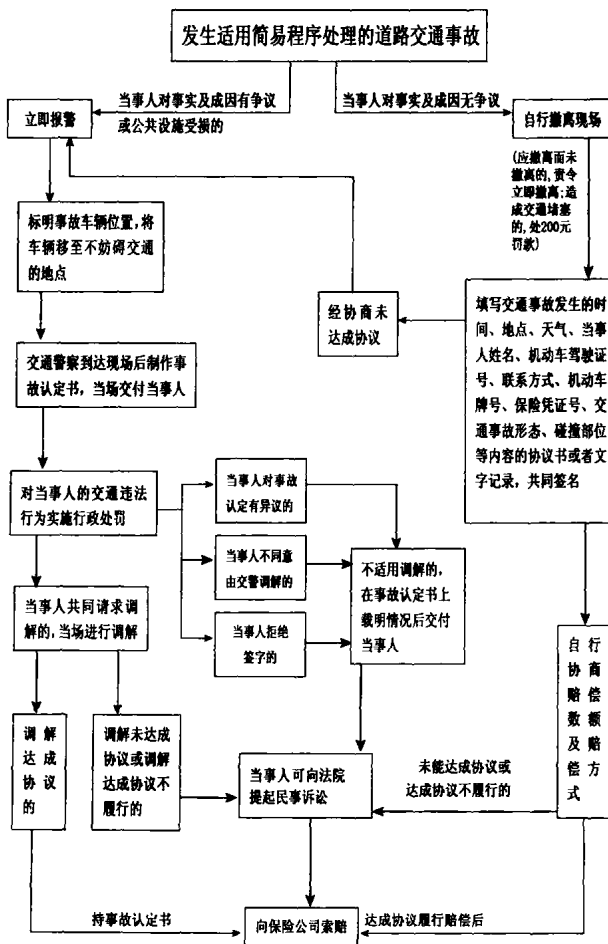 发生适用简易程序处理的道路交通事故
当事人对事实及成因有争议
或公共设施受损的
当事人对事实及成因无争议
立即报警
自行撤离现场
(应撤离而未
撤离的,责令
立即撤离;造
成交通堵塞
的,处200元
罚款)
标明事故车辆位置,将
车辆移至不妨碍交通
的地点
经协商未
达成协议
填写交通事故发生的时
间、地点、天气、当事
人姓名、机动车驾驶证
号、联系方式、机动车
牌号、保险凭证号、交
通事故形态、碰撞部位
等内容的协议书或者文
字记录,共同签名
交通警察到达现场后制作事
故认定书,当场交付当事人
对当事人的交通违法
行为实施行政处罚
当事人对事故
认定有异议的
当事人不同意
由交警调解的
当事人拒绝
签字的
不适用调解的,
在事故认定书上
载明情况后交付
当事人
当事人共同请求调
解的,当场进行调解
自行
协商
赔偿
数额
及赔
偿方
式
调解
达成
协议
的
调解未达成
协议或调解
达成协议不
履行的
当事人可向法院
提起民事诉讼
未能达成协议或
达成协议不履行的
持事故认定书
向保险公司索赔
达成协议履行赔偿后